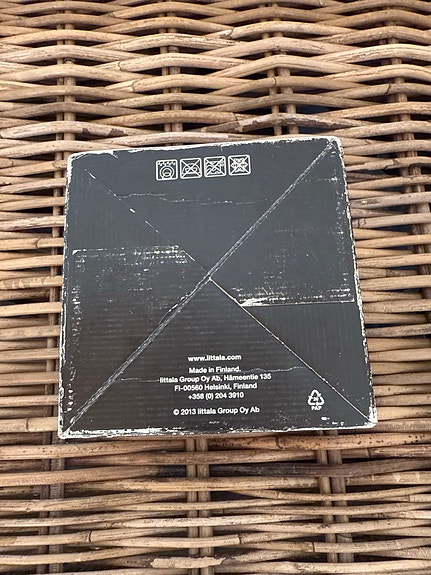 www.iittala.com
Made in Finland.
Iittala Group Oy Ab, Hämeentie 135
FI-00560 Helsinki, Finland
+358 (0) 204 3910
© 2013 Iittala Group Oy Ab
PAP